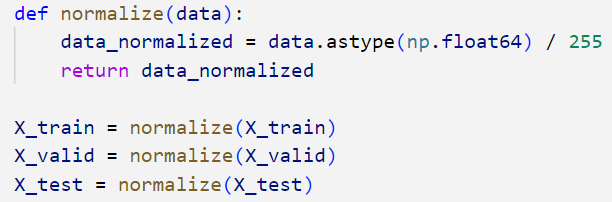 def normalize(data):
    data_normalized = data.astype(np.float64) / 255
    return data_normalized

X_train = normalize(X_train)
X_valid = normalize(X_valid)
X_test = normalize(X_test)